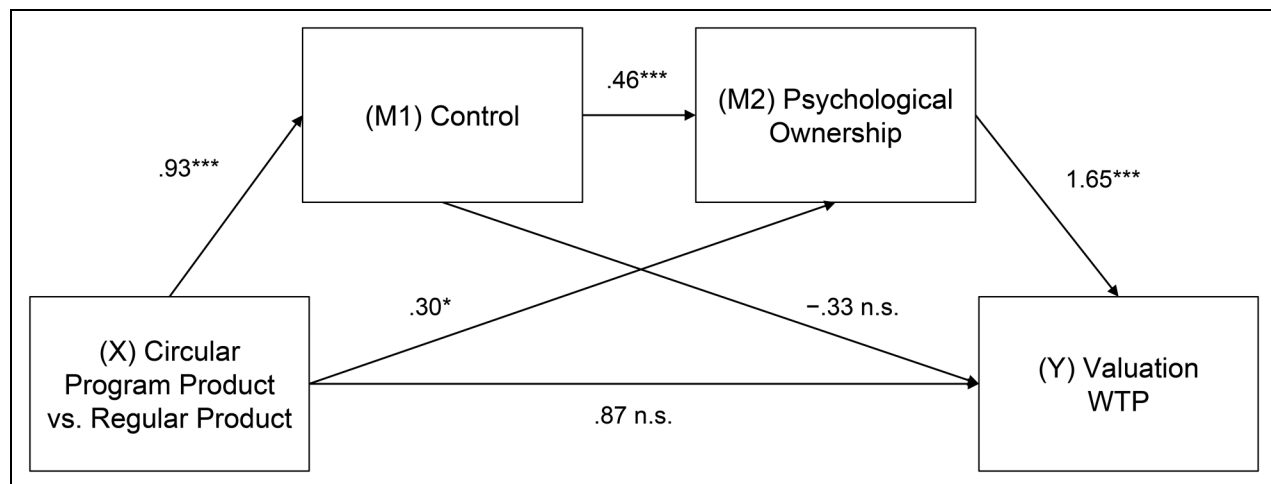 (M1) Control
.46***
(M2) Psychological
Ownership
.93***
1.65***
.30*
−.33 n.s.
(X) Circular
Program Product
vs. Regular Product
.87 n.s.
(Y) Valuation
WTP